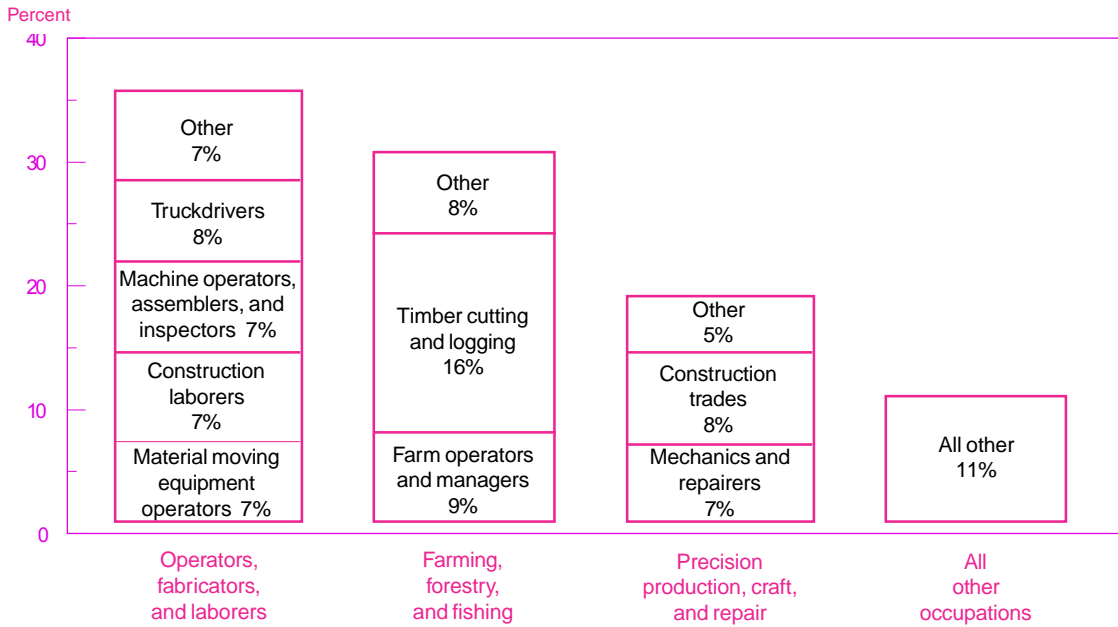 Percent
40
30
20
10
0
Other
7%
Truckdrivers
8%
Machine operators,
assemblers, and
inspectors 7%
Construction
laborers
7%
Material moving
equipment
operators 7%
Other
8%
Timber cutting
and logging
16%
Farm operators
and managers
9%
Other
5%
Construction
trades
8%
Mechanics and
repairers
7%
All other
11%
Operators,
fabricators,
and laborers
Farming,
forestry,
and fishing
Precision
production, craft,
and repair
All
other
occupations